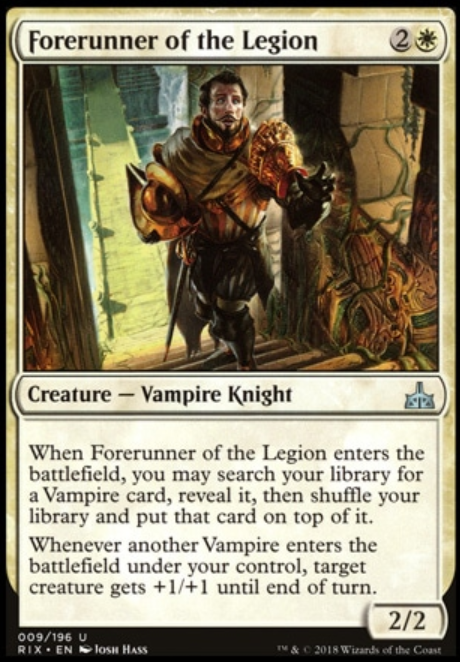 Forerunner of the Legion 2
Creature — Vampire Knight
When Forerunner of the Legion enters the
battlefield, you may search your library for
a Vampire card, reveal it, then shuffle your
library and put that card on top of it.
Whenever another Vampire enters the
battlefield under your control, target
creature gets +1/+1 until end of turn.
2/2
009/196 U
RIX • EN Josh Hass
™ & © 2018 Wizards of the Coast